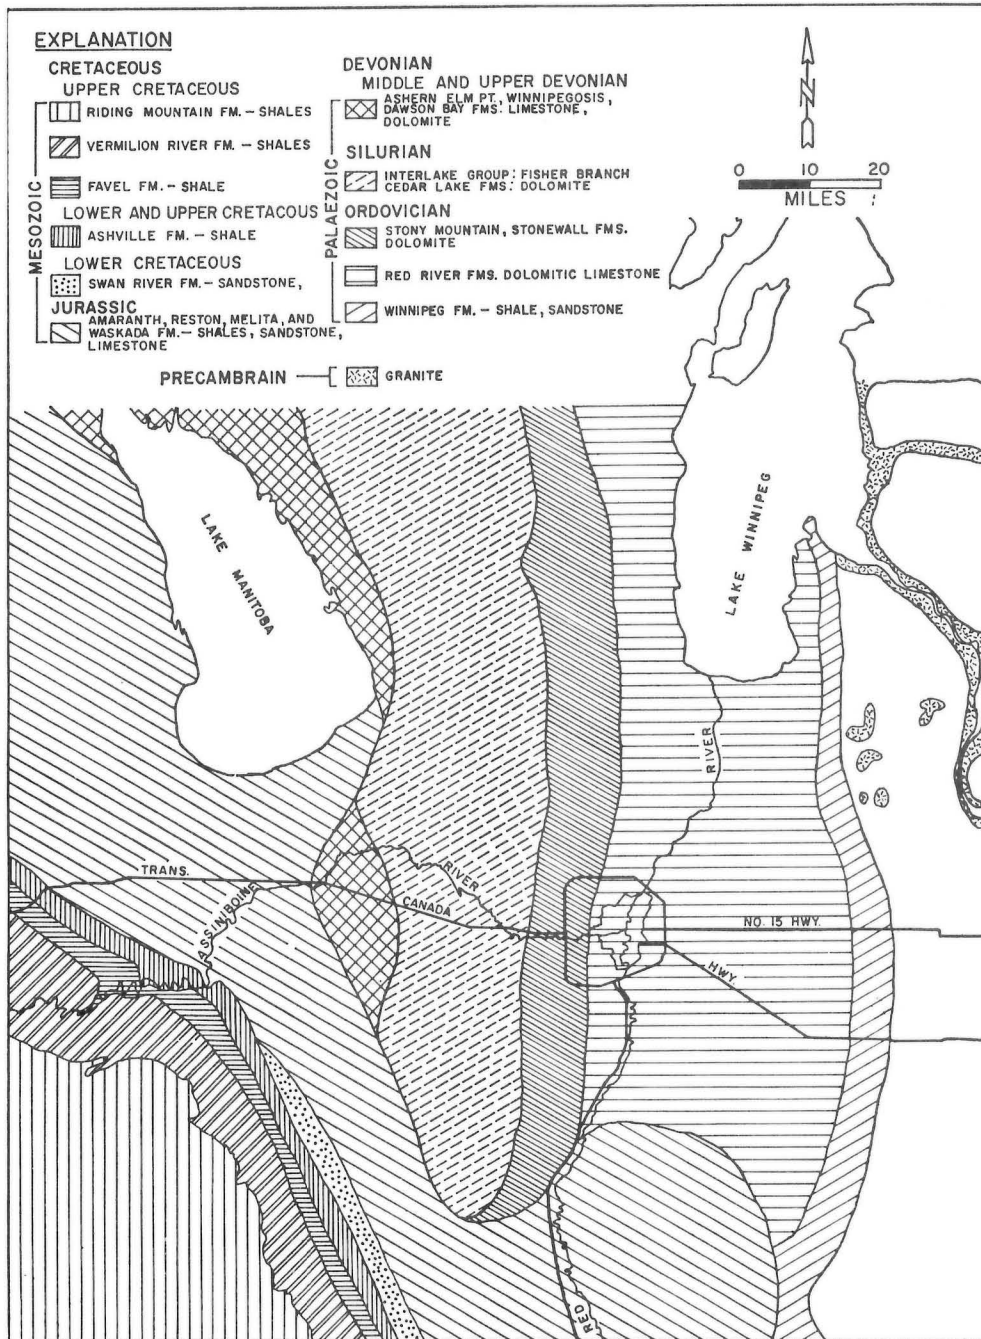 EXPLANATION
CRETACEOUS
UPPER CRETACEOUS
RIDING MOUNTAIN FM. – SHALES
VERMILION RIVER FM. – SHALES
FAVEL FM. – SHALE
LOWER AND UPPER CRETACOUS
ASHVILLE FM. – SHALE
LOWER CRETACEOUS
SWAN RIVER FM. – SANDSTONE,
JURASSIC
AMARANTH, RESTON, MELITA, AND
WASKADA FM. – SHALES, SANDSTONE,
LIMESTONE
MESOZOIC
DEVONIAN
MIDDLE AND UPPER DEVONIAN
ASHERN ELM PT., WINNIPEGOSIS,
DAWSON BAY FMS: LIMESTONE,
DOLOMITE
SILURIAN
INTERLAKE GROUP: FISHER BRANCH
CEDAR LAKE FMS: DOLOMITE
ORDOVICIAN
STONY MOUNTAIN, STONEWALL FMS.
DOLOMITE
RED RIVER FMS. DOLOMITIC LIMESTONE
WINNIPEG FM. – SHALE, SANDSTONE
PALAEZOIC
PRECAMBRAIN
GRANITE
N
0 10 20
MILES
LAKE MANITOBA
LAKE WINNIPEG
RIVER
TRANS.
CANADA
ASSINIBOINE
RIVER
NO. 15 HWY.
HWY.
RED